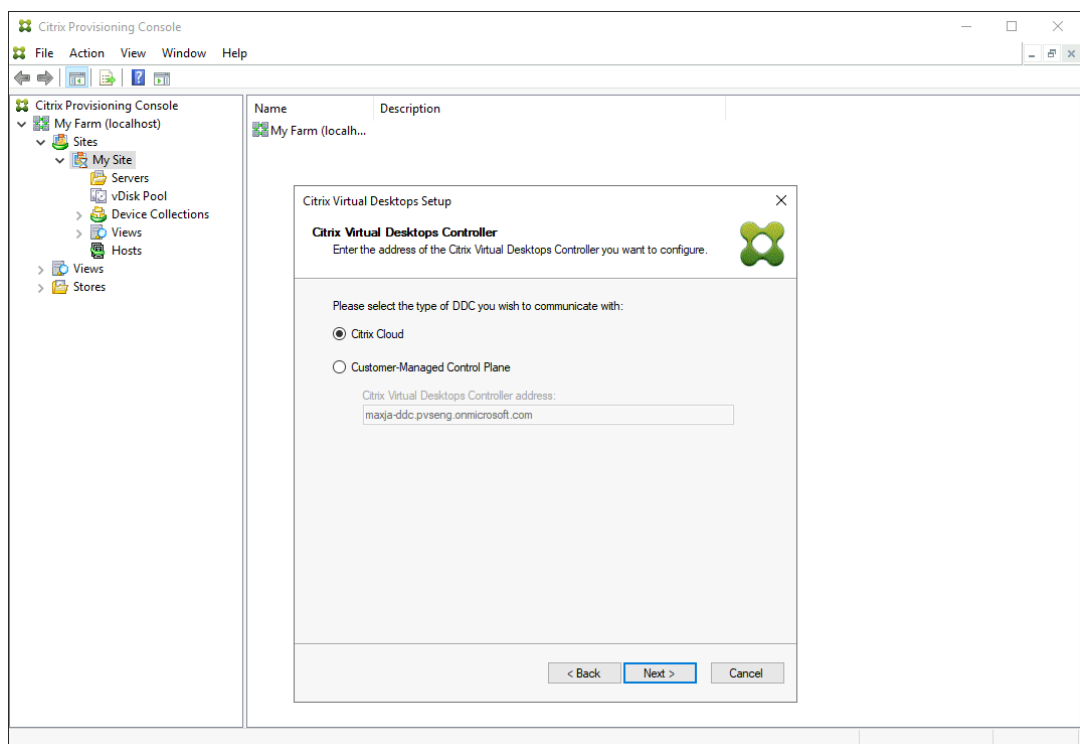 Citrix Provisioning Console
File Action View Window Help
Citrix Provisioning Console
My Farm (localhost)
Sites
My Site
Servers
vDisk Pool
Device Collections
Views
Hosts
Views
Stores
Name Description
My Farm (localh...
Citrix Virtual Desktops Setup
Citrix Virtual Desktops Controller
Enter the address of the Citrix Virtual Desktops Controller you want to configure.
Please select the type of DDC you wish to communicate with:
Citrix Cloud
Customer-Managed Control Plane
Citrix Virtual Desktops Controller address:
maxja-ddc.pvseng.onmicrosoft.com
< Back Next > Cancel